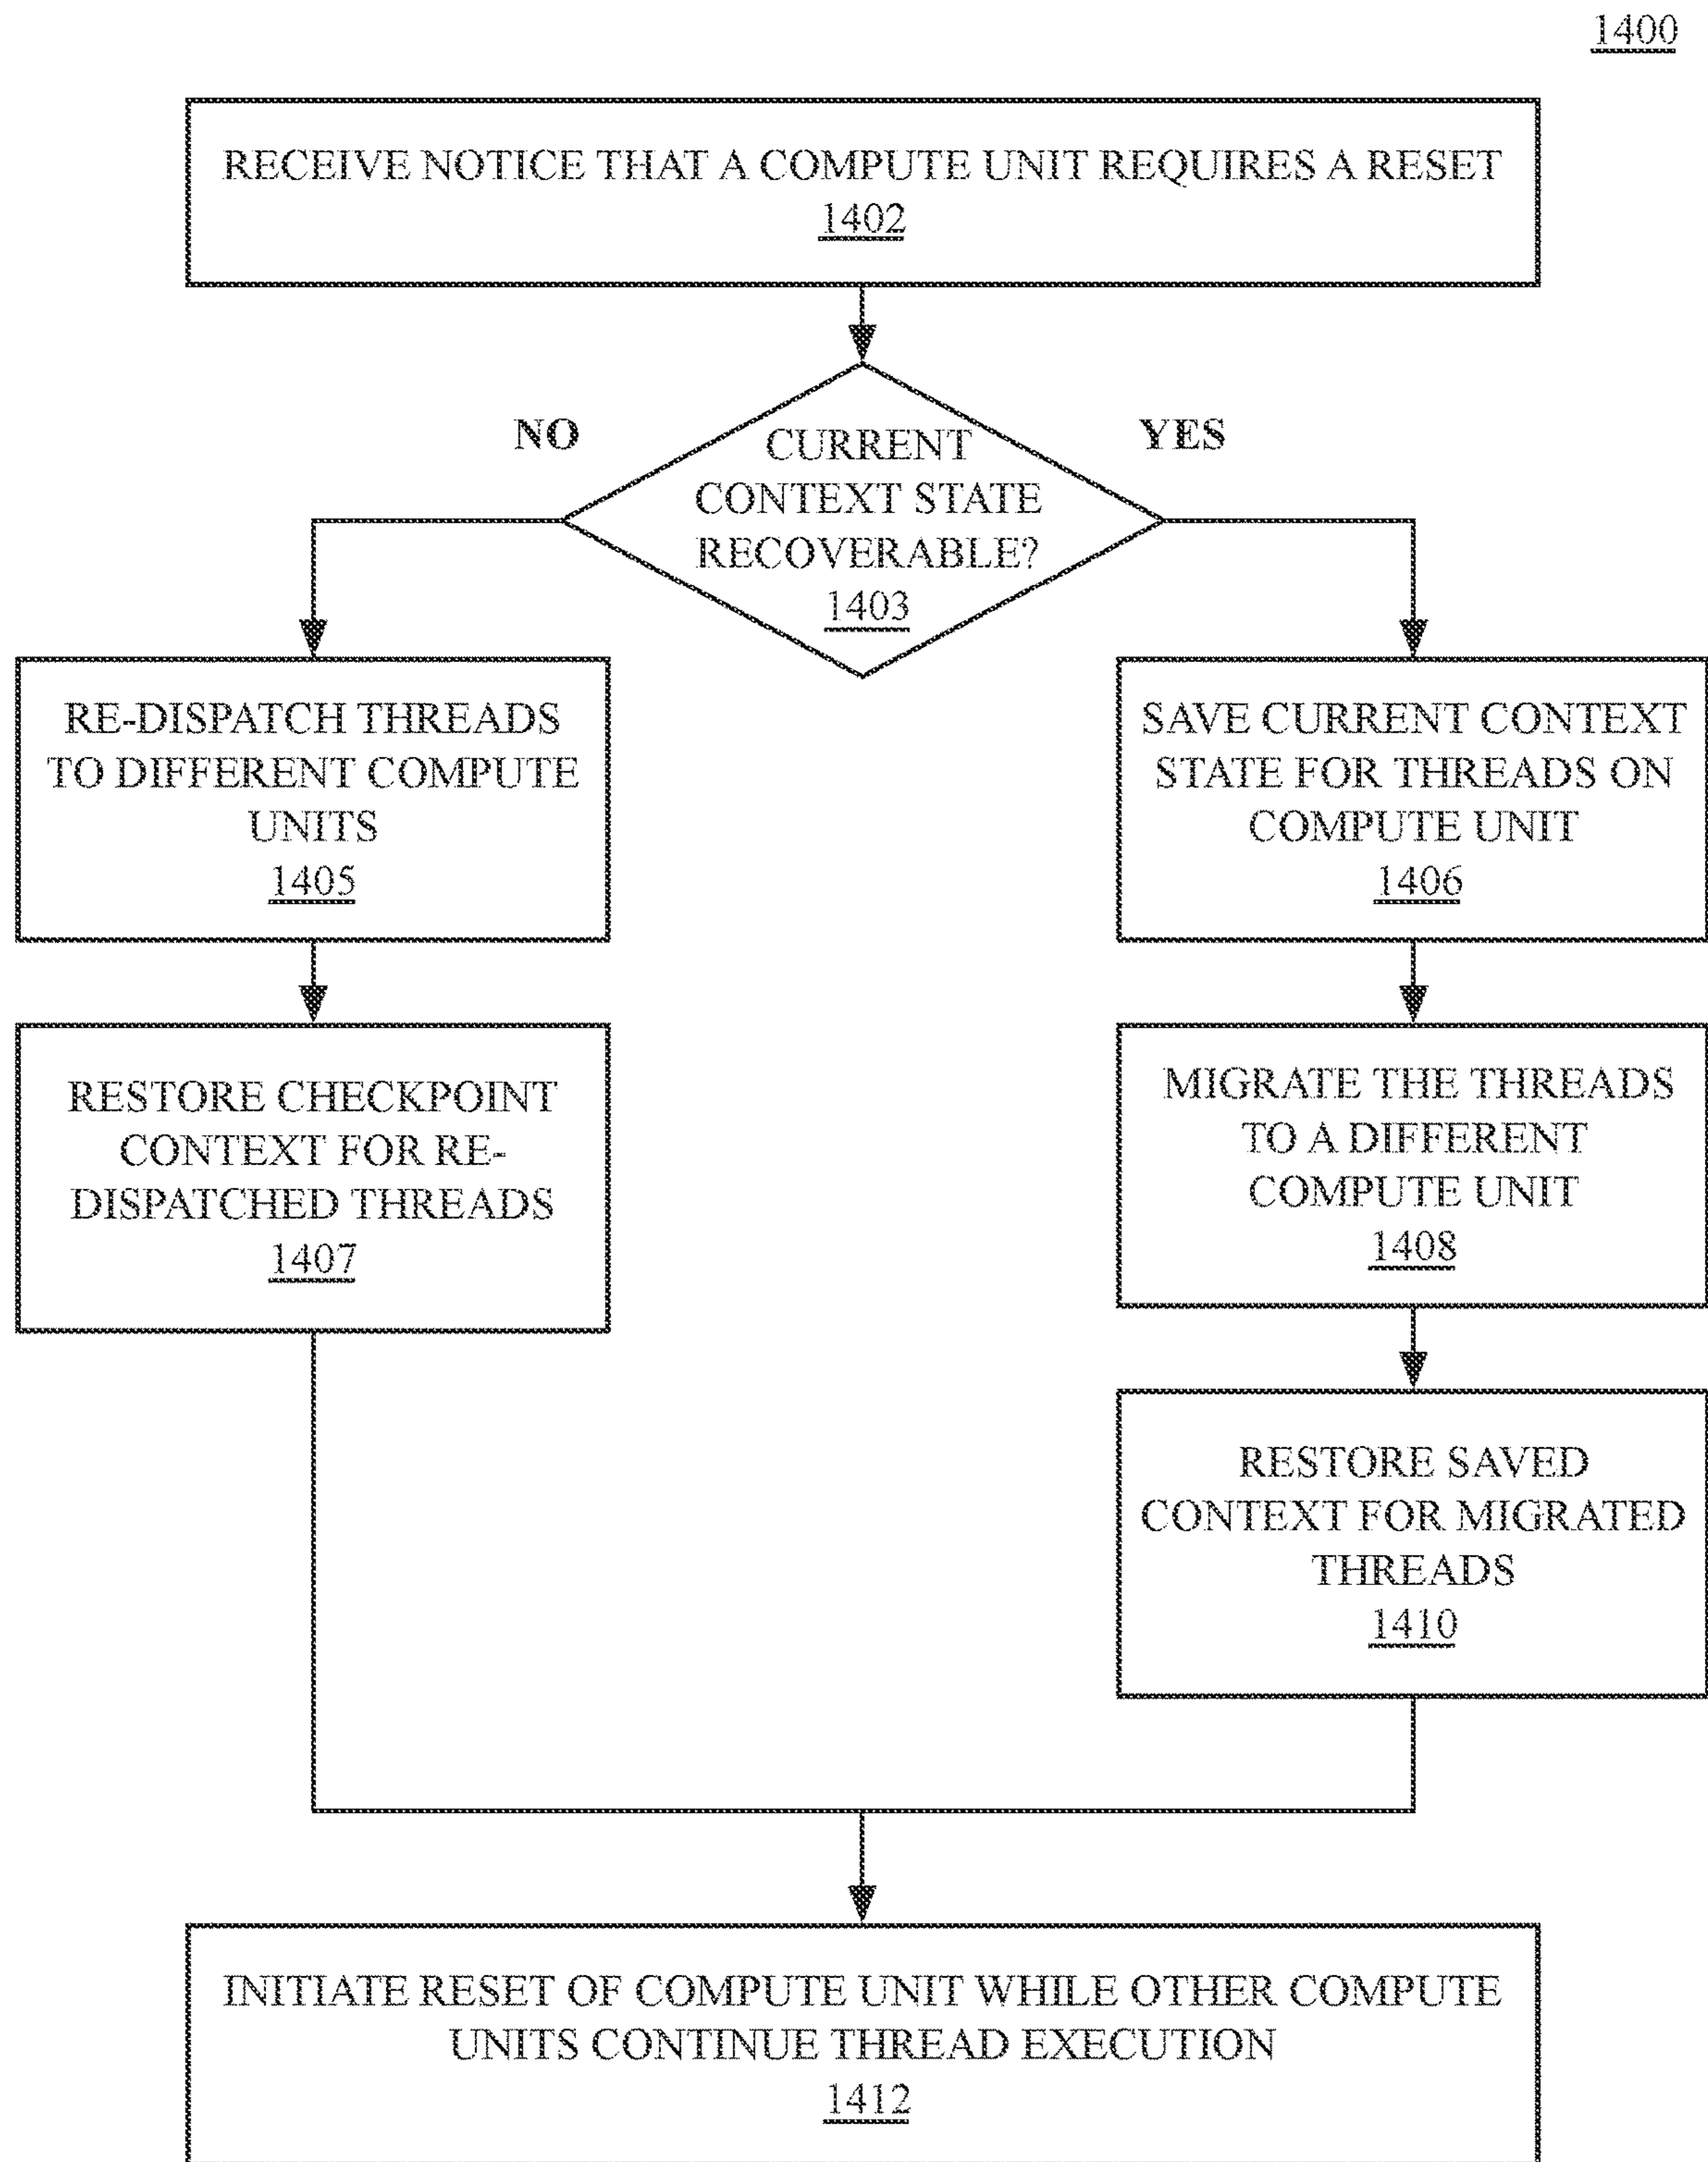 1400
RECEIVE NOTICE THAT A COMPUTE UNIT REQUIRES A RESET
1402
NO
YES
CURRENT
CONTEXT STATE
RECOVERABLE?
1403
RE-DISPATCH THREADS
TO DIFFERENT COMPUTE
UNITS
1405
SAVE CURRENT CONTEXT
STATE FOR THREADS ON
COMPUTE UNIT
1406
RESTORE CHECKPOINT
CONTEXT FOR RE-
DISPATCHED THREADS
1407
MIGRATE THE THREADS
TO A DIFFERENT
COMPUTE UNIT
1408
RESTORE SAVED
CONTEXT FOR MIGRATED
THREADS
1410
INITIATE RESET OF COMPUTE UNIT WHILE OTHER COMPUTE
UNITS CONTINUE THREAD EXECUTION
1412